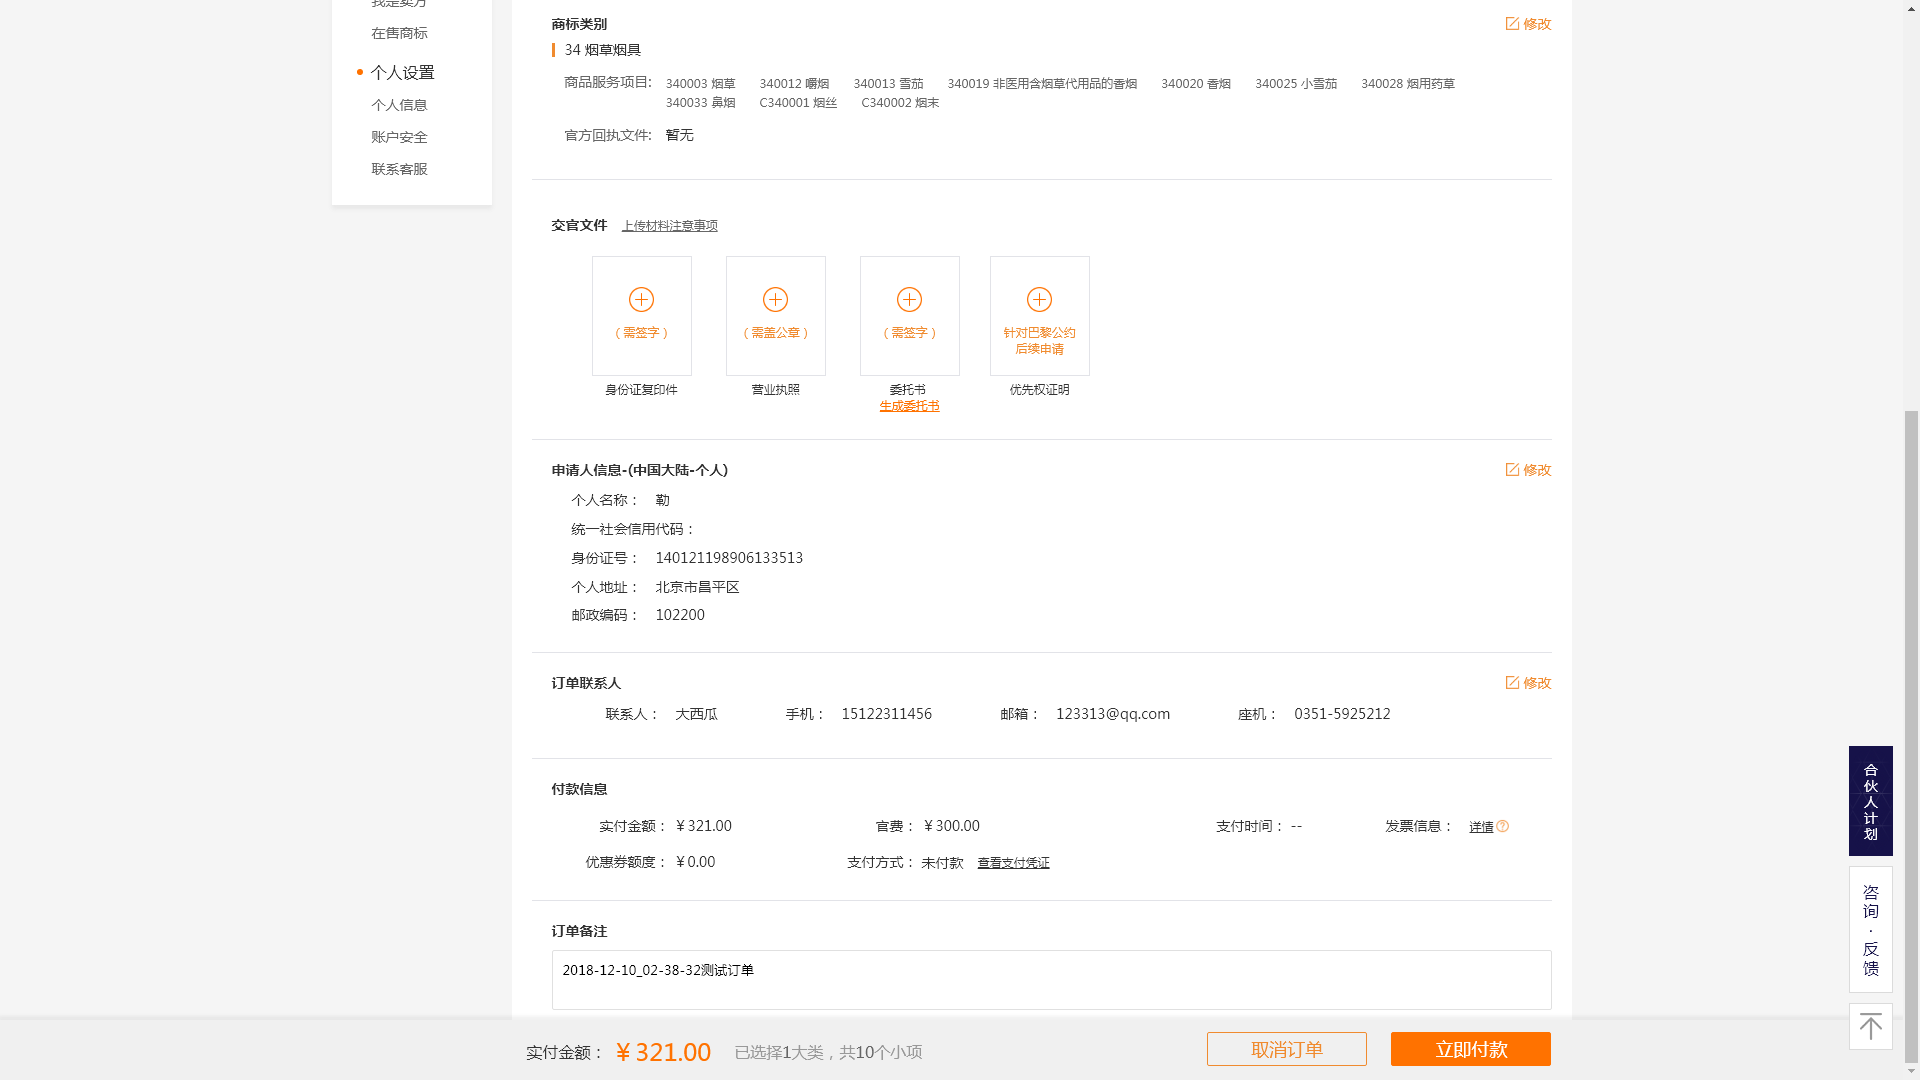 我是卖方
在售商标
个人设置
个人信息
账户安全
联系客服
商标类别
修改
34 烟草烟具
商品服务项目: 340003 烟草 340012 嚼烟 340013 雪茄 340019 非医用含烟草代用品的香烟 340020 香烟 340025 小雪茄 340028 烟用药草
340033 鼻烟 C340001 烟丝 C340002 烟末
官方回执文件: 暂无
交官文件 上传材料注意事项
（需签字） （需盖公章） （需签字） 针对巴黎公约
后续申请
身份证复印件 营业执照 委托书 优先权证明
生成委托书
申请人信息-(中国大陆-个人)
修改
个人名称： 勒
统一社会信用代码：
身份证号： 140121198906133513
个人地址： 北京市昌平区
邮政编码： 102200
订单联系人
修改
联系人： 大西瓜 手机： 15122311456 邮箱： 123313@qq.com 座机： 0351-5925212
付款信息
实付金额： ￥321.00 官费： ￥300.00 支付时间： -- 发票信息： 详情?
优惠券额度： ￥0.00 支付方式： 未付款 查看支付凭证
订单备注
2018-12-10_02-38-32测试订单
实付金额： ￥321.00 已选择1大类，共10个小项 取消订单 立即付款
合伙人计划
咨询·反馈